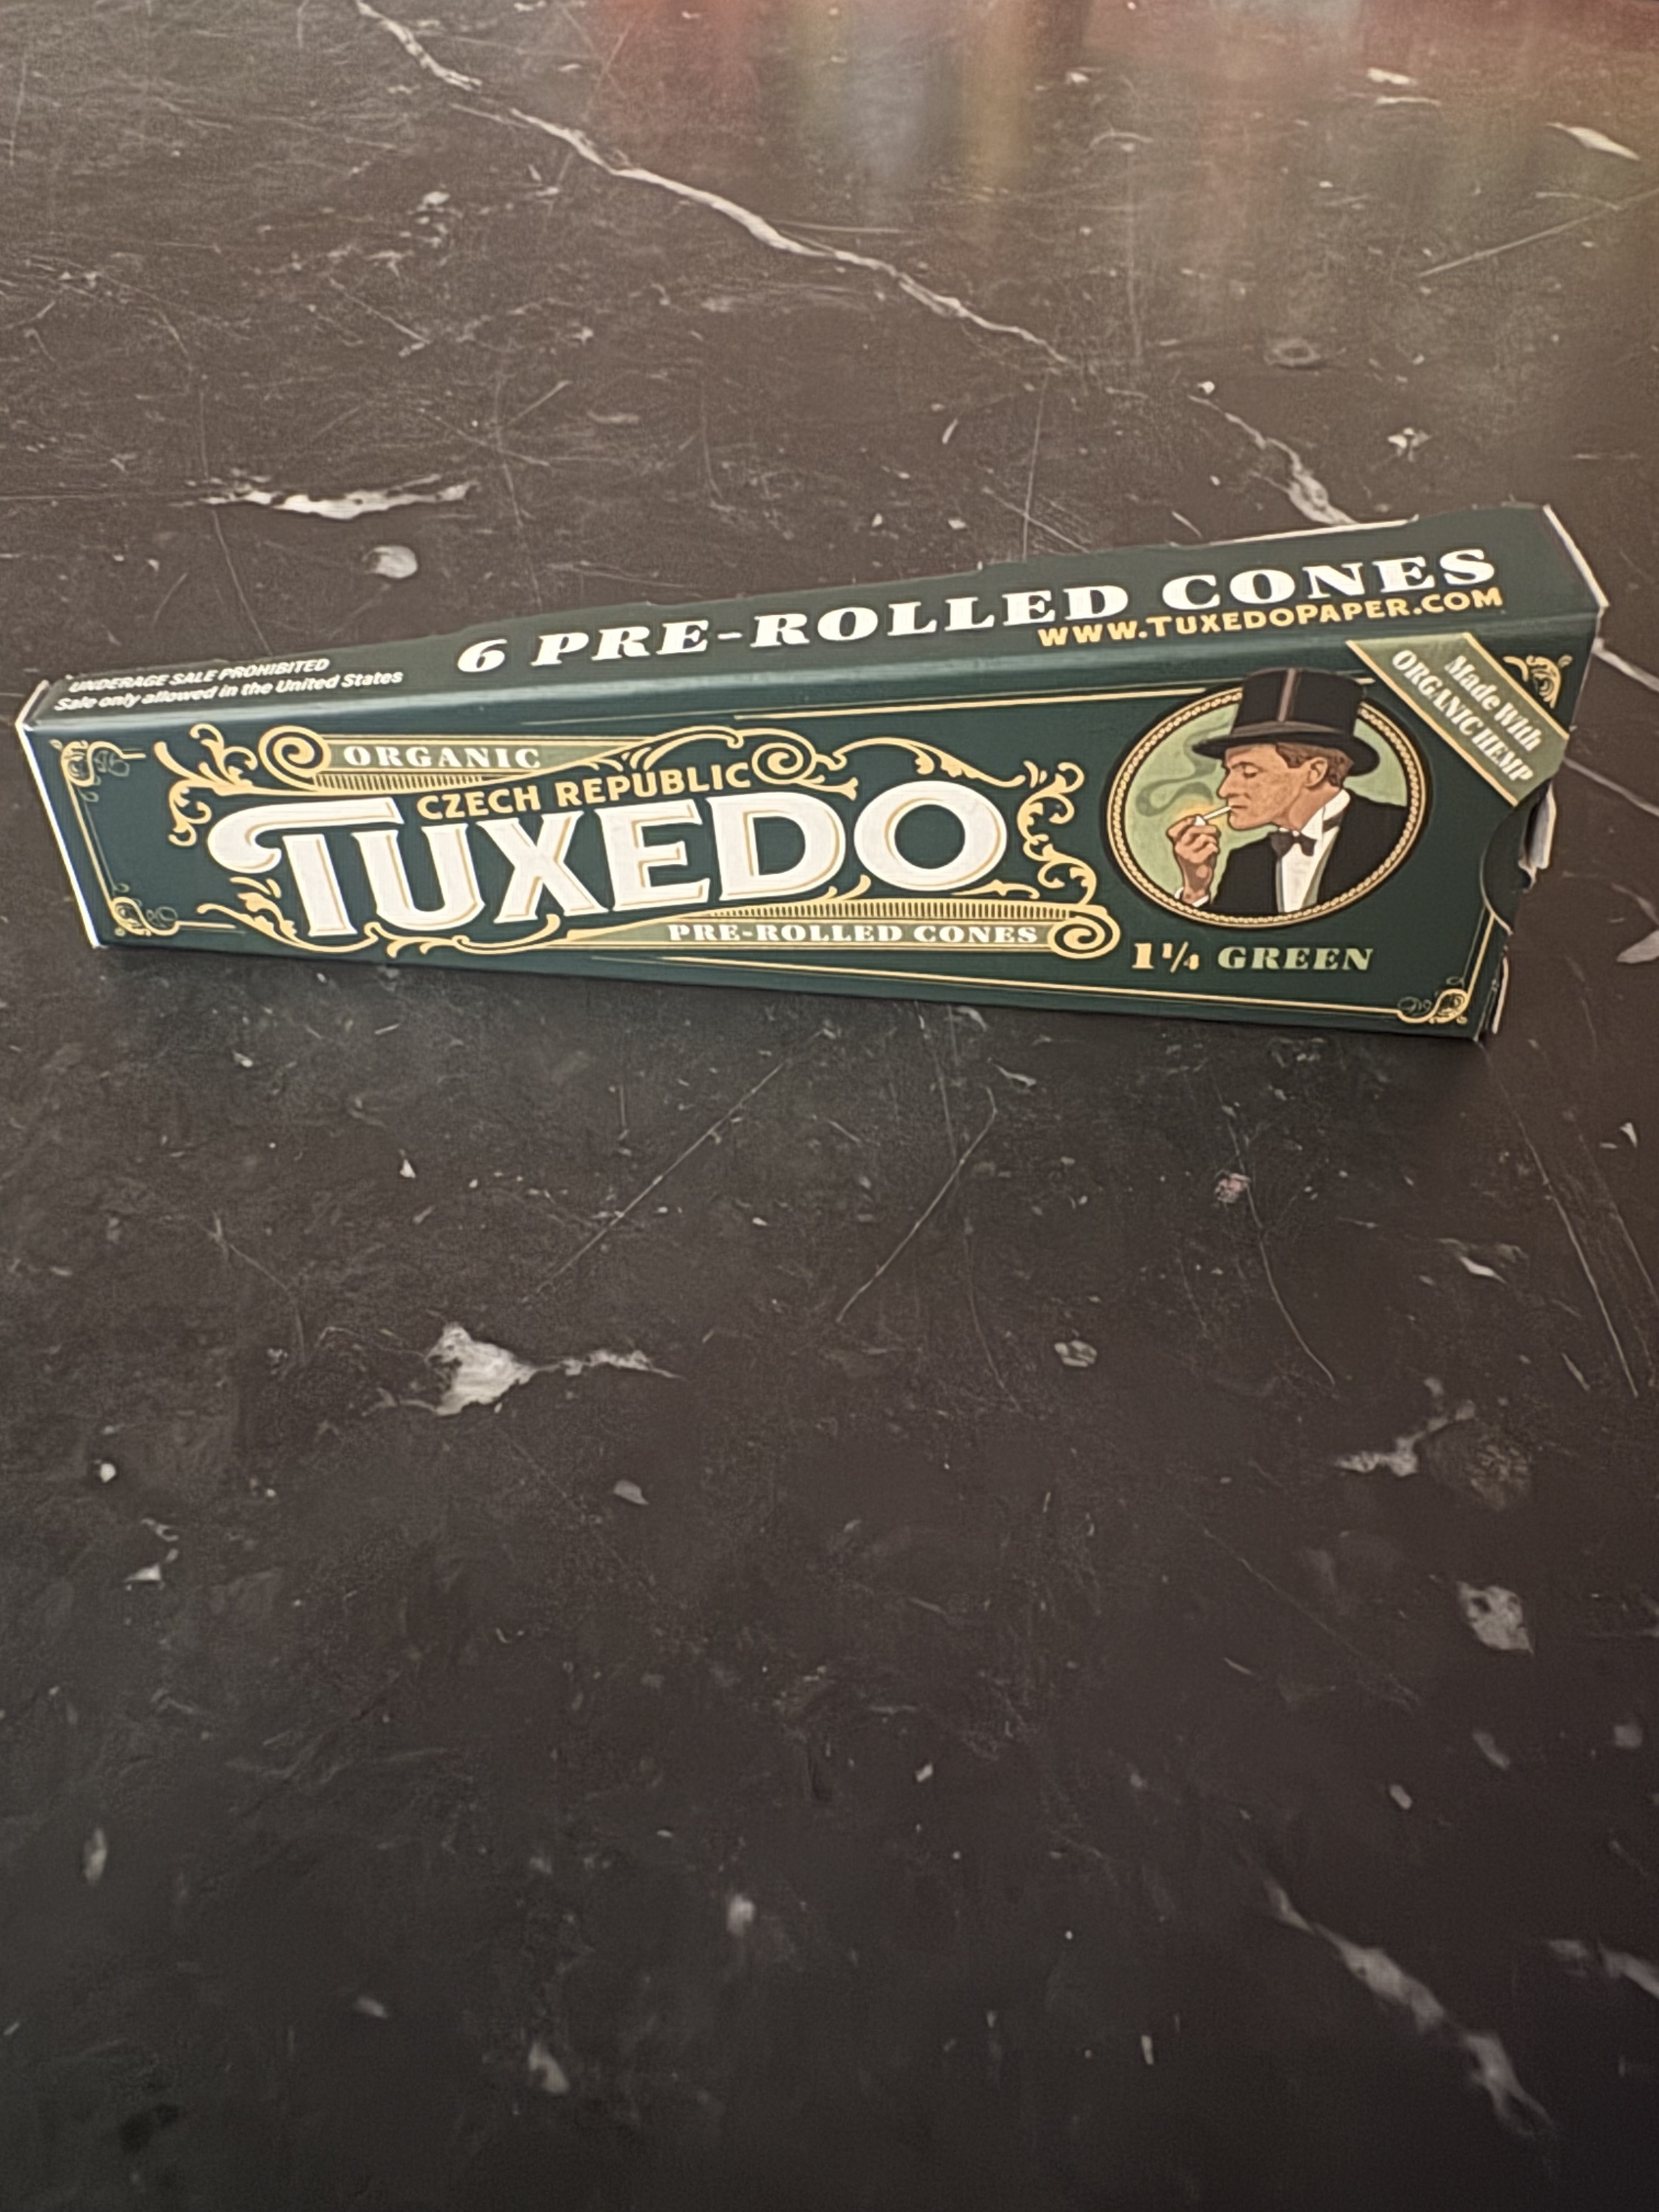 UNDERAGE SALE PROHIBITED
Sale only allowed in the United States
6 PRE-ROLLED CONES
WWW.TUXEDOPAPER.COM
ORGANIC
CZECH REPUBLIC
TUXEDO
PRE-ROLLED CONES
Made With
ORGANIC HEMP
1¼ GREEN